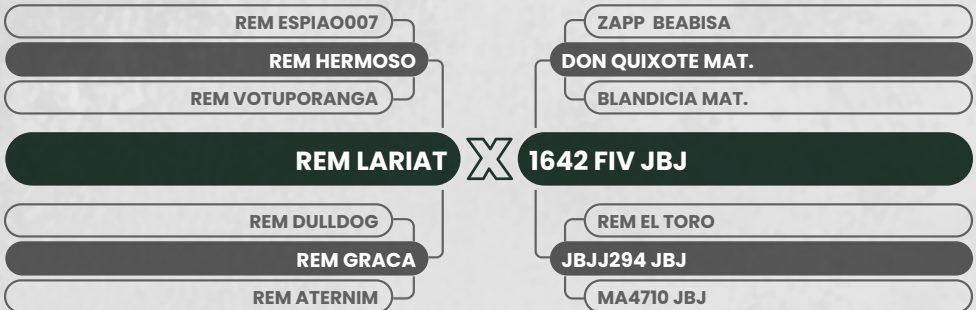 REM ESPIAO007
REM HERMOSO
REM VOTUPORANGA
REM LARIAT
REM DULLDOG
REM GRACA
REM ATERNIM
X
ZAPP BEABISA
DON QUIXOTE MAT.
BLANDICIA MAT.
1642 FIV JBJ
REM EL TORO
JBJJ294 JBJ
MA4710 JBJ